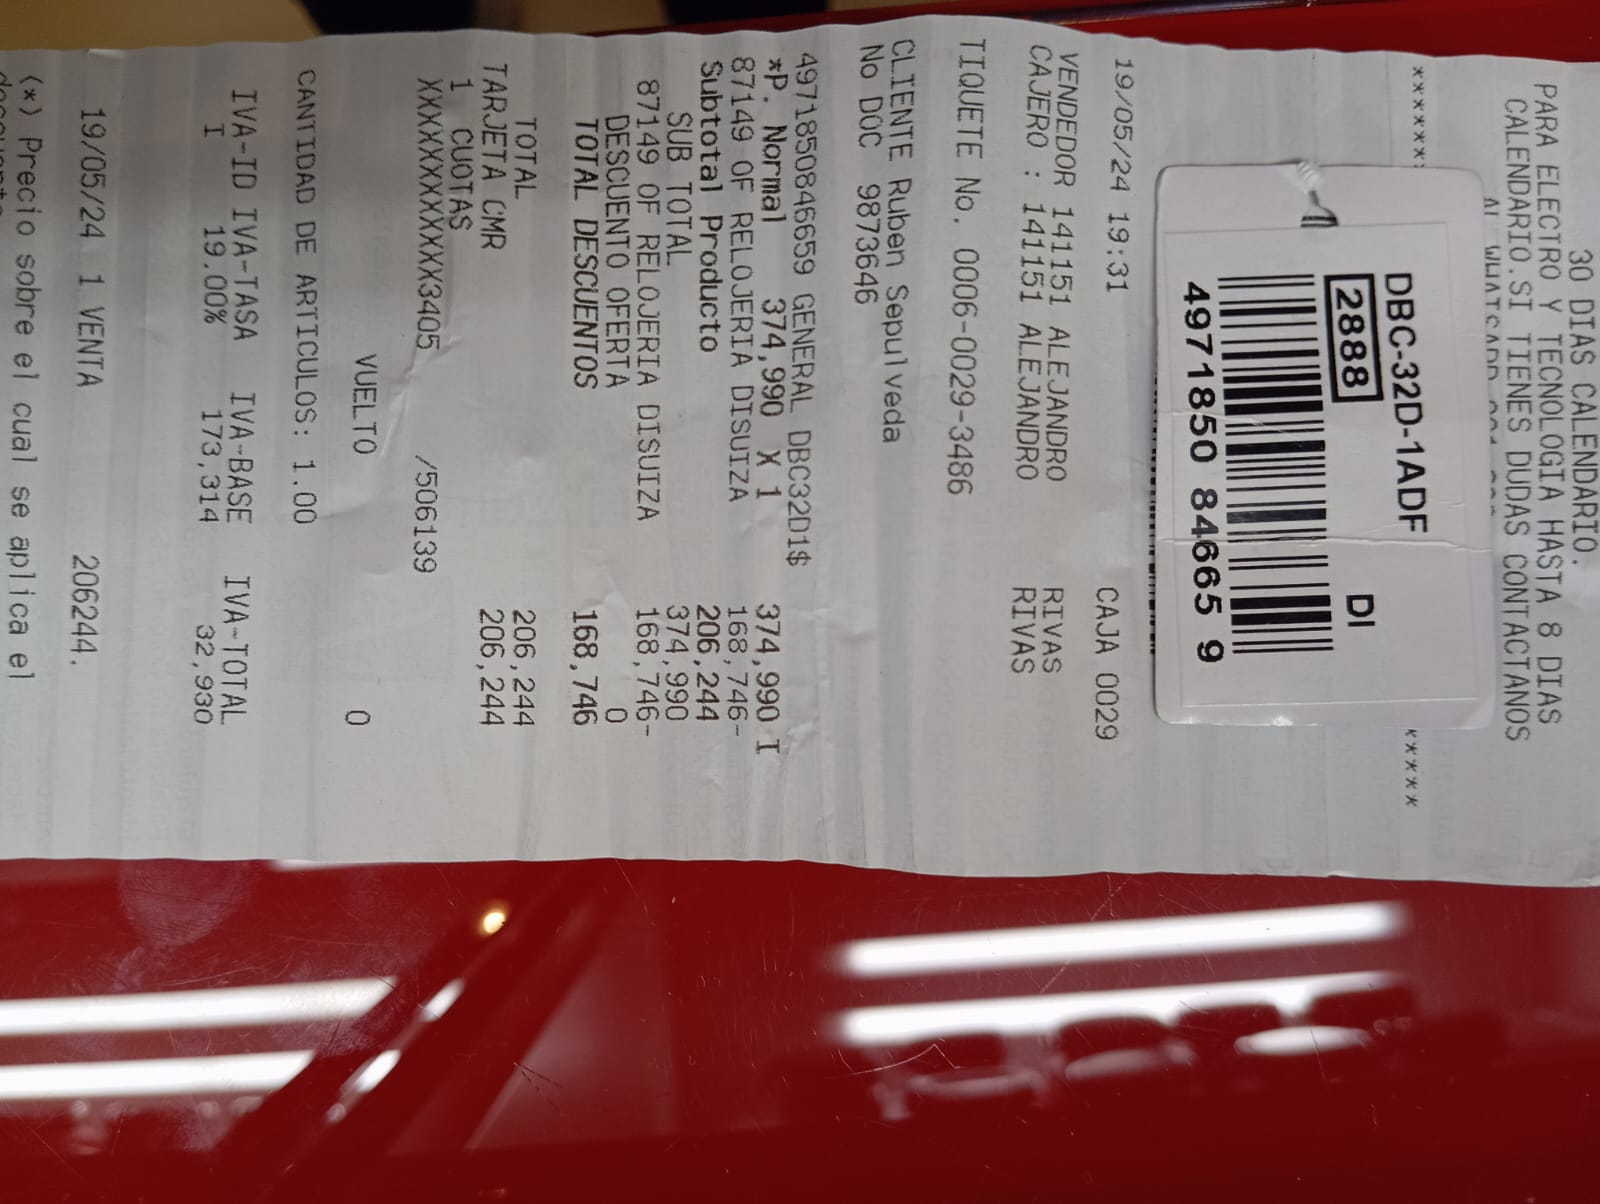 30 DIAS CALENDARIO.
PARA ELECTRO Y TECNOLOGIA HASTA 8 DIAS
CALENDARIO.SI TIENES DUDAS CONTACTANOS
AL WHATSAPP
*******
*****
DBC-32D-1ADF DI
2888
4971850 84665 9
19/05/24 19:31 CAJA 0029
VENDEDOR 141151 ALEJANDRO RIVAS
CAJERO : 141151 ALEJANDRO RIVAS
TIQUETE No. 0006-0029-3486
CLIENTE Ruben Sepulveda
No DOC 9873646
4971850846659 GENERAL DBC32D1$
*P. Normal 374,990 X 1 374,990 I
87149 OF RELOJERIA DISUIZA 168,746-
Subtotal Producto 206,244
SUB TOTAL 374,990
87149 OF RELOJERIA DISUIZA 168,746-
DESCUENTO OFERTA 0
TOTAL DESCUENTOS 168,746
TOTAL 206,244
TARJETA CMR 206,244
1 CUOTAS
XXXXXXXXXXXX3405 /506139
VUELTO 0
CANTIDAD DE ARTICULOS: 1.00
IVA-ID IVA-TASA IVA-BASE IVA-TOTAL
I 19.00% 173,314 32,930
19/05/24 1 VENTA 206244.
(*) Precio sobre el cual se aplica el